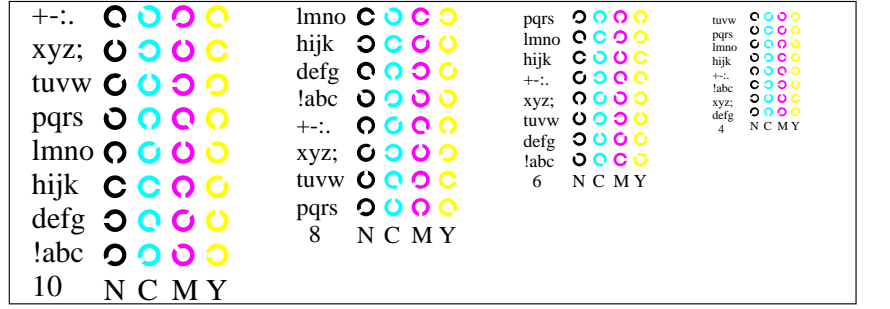 +-:.
xyz;
tuvw
pqrs
lmno
hijk
defg
!abc
10 N C M Y
lmno
hijk
defg
!abc
+-:.
xyz;
tuvw
pqrs
8 N C M Y
pqrs
lmno
hijk
+-:.
xyz;
tuvw
defg
!abc
6 N C M Y
tuvw
pqrs
lmno
hijk
+-:.
!abc
xyz;
defg
4 N C M Y